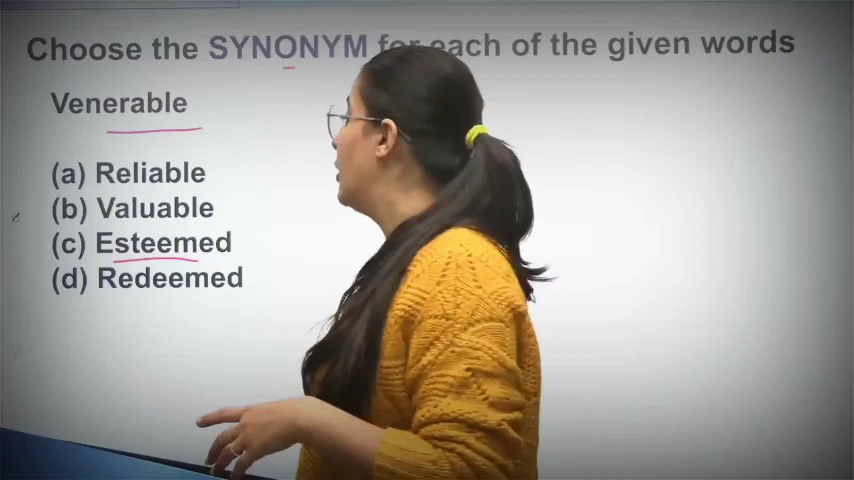 Choose the SYNONYM for each of the given words
Venerable
(a) Reliable
(b) Valuable
(c) Esteemed
(d) Redeemed